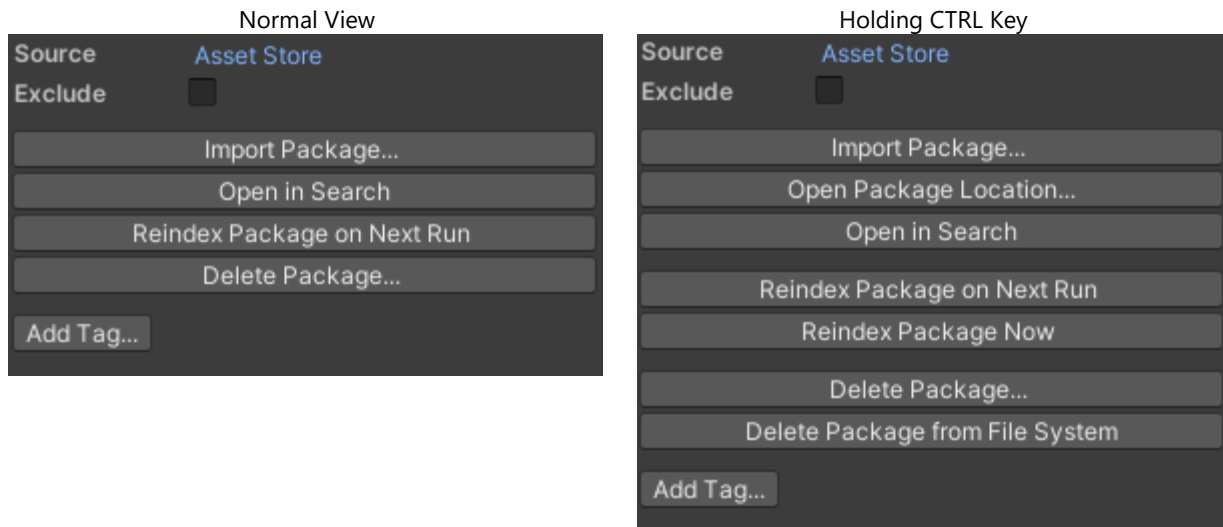 Normal View
Source Asset Store
Exclude
Import Package...
Open in Search
Reindex Package on Next Run
Delete Package...
Add Tag...
Holding CTRL Key
Source Asset Store
Exclude
Import Package...
Open Package Location...
Open in Search
Reindex Package on Next Run
Reindex Package Now
Delete Package...
Delete Package from File System
Add Tag...